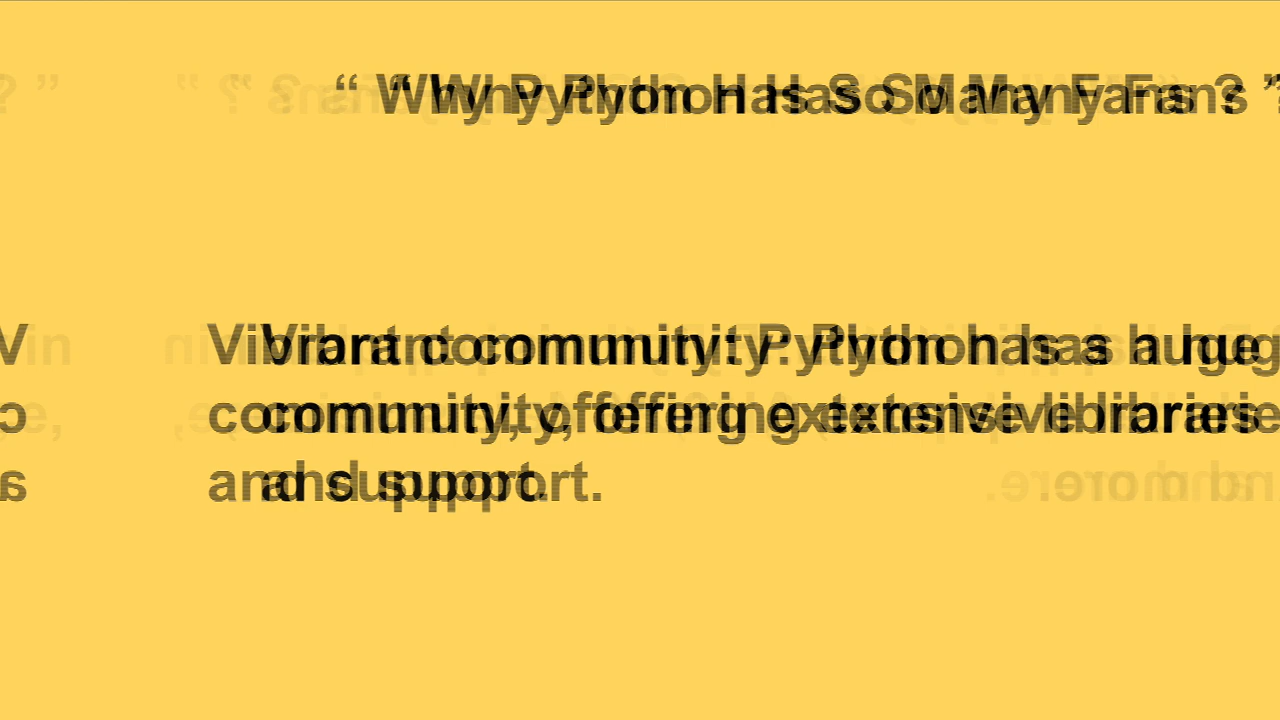 “ Why Python Has So Many Fans ? ”
Vibrant community: Python has a huge
community, offering extensive libraries
and support.